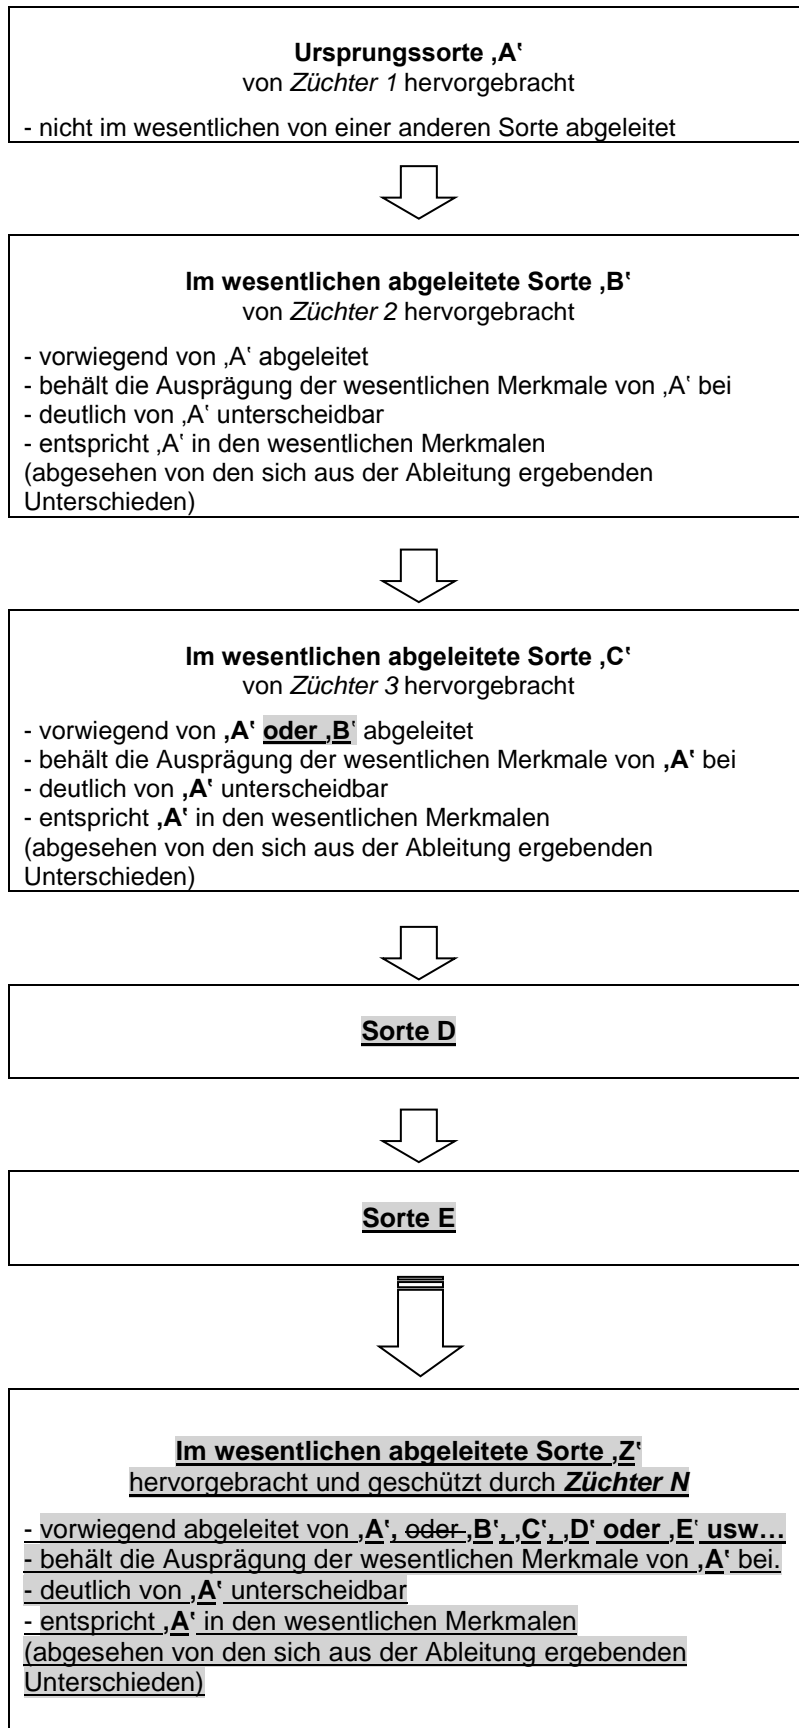 Ursprungssorte ‚A‘
von Züchter 1 hervorgebracht
- nicht im wesentlichen von einer anderen Sorte abgeleitet
Im wesentlichen abgeleitete Sorte ‚B‘
von Züchter 2 hervorgebracht
- vorwiegend von ‚A‘ abgeleitet
- behält die Ausprägung der wesentlichen Merkmale von ‚A‘ bei
- deutlich von ‚A‘ unterscheidbar
- entspricht ‚A‘ in den wesentlichen Merkmalen
(abgesehen von den sich aus der Ableitung ergebenden
Unterschieden)
Im wesentlichen abgeleitete Sorte ‚C‘
von Züchter 3 hervorgebracht
- vorwiegend von ‚A‘ oder ‚B‘ abgeleitet
- behält die Ausprägung der wesentlichen Merkmale von ‚A‘ bei
- deutlich von ‚A‘ unterscheidbar
- entspricht ‚A‘ in den wesentlichen Merkmalen
(abgesehen von den sich aus der Ableitung ergebenden
Unterschieden)
Sorte D
Sorte E
Im wesentlichen abgeleitete Sorte ‚Z‘
hervorgebracht und geschützt durch Züchter N
- vorwiegend abgeleitet von ‚A‘, oder ‚B‘, ‚C‘, ‚D‘ oder ‚E‘ usw...
- behält die Ausprägung der wesentlichen Merkmale von ‚A‘ bei.
- deutlich von ‚A‘ unterscheidbar
- entspricht ‚A‘ in den wesentlichen Merkmalen
(abgesehen von den sich aus der Ableitung ergebenden
Unterschieden)